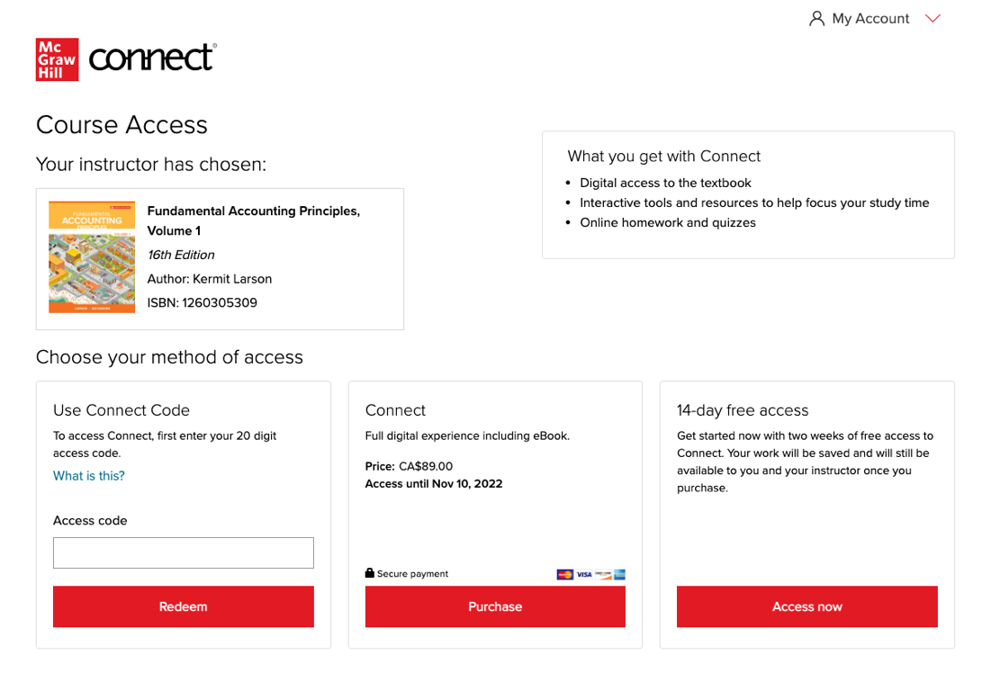 My Account
Mc
Graw
Hill
connect®
Course Access
Your instructor has chosen:
What you get with Connect
• Digital access to the textbook
• Interactive tools and resources to help focus your study time
• Online homework and quizzes
ACCOUNTING
Fundamental Accounting Principles,
Volume 1
16th Edition
Author: Kermit Larson
ISBN: 1260305309
Choose your method of access
Use Connect Code
To access Connect, first enter your 20 digit
access code.
What is this?
Access code
Redeem
Connect
Full digital experience including eBook.
Price: CA$89.00
Access until Nov 10, 2022
Secure payment
VISA
Purchase
14-day free access
Get started now with two weeks of free access to
Connect. Your work will be saved and will still be
available to you and your instructor once you
purchase.
Access now